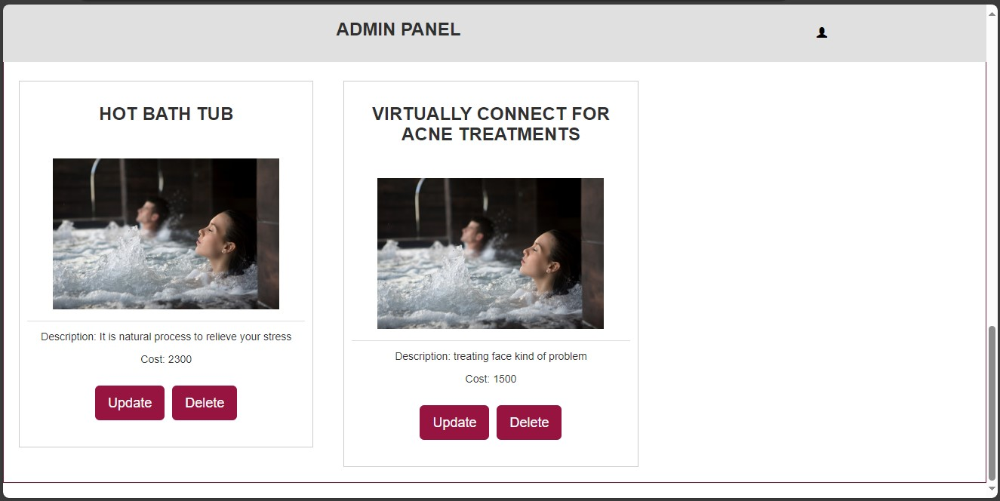 ADMIN PANEL
HOT BATH TUB
Description: It is natural process to relieve your stress
Cost: 2300
Update
Delete
VIRTUALLY CONNECT FOR
ACNE TREATMENTS
Description: treating face kind of problem
Cost: 1500
Update
Delete